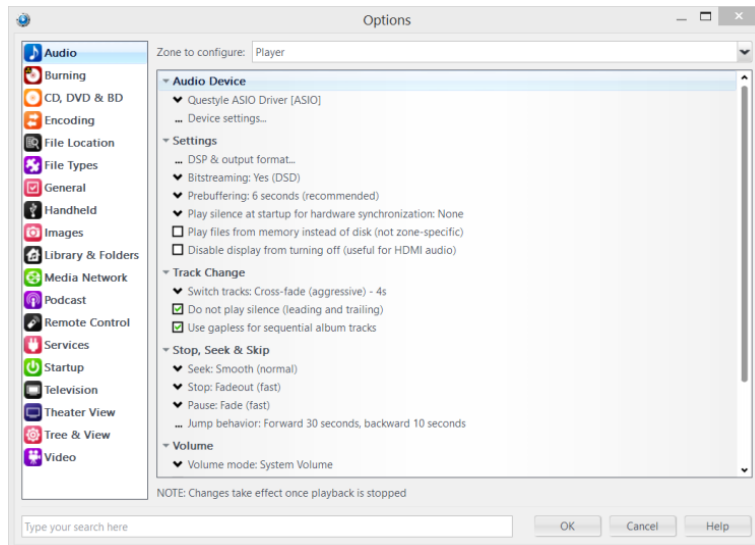 Options
Audio
Burning
CD, DVD & BD
Encoding
File Location
File Types
General
Handheld
Images
Library & Folders
Media Network
Podcast
Remote Control
Services
Startup
Television
Theater View
Tree & View
Video
Zone to configure: Player
Audio Device
Questyle ASIO Driver [ASIO]
... Device settings...
Settings
... DSP & output format...
Bitstreaming: Yes (DSD)
Prebuffering: 6 seconds (recommended)
Play silence at startup for hardware synchronization: None
Play files from memory instead of disk (not zone-specific)
Disable display from turning off (useful for HDMI audio)
Track Change
Switch tracks: Cross-fade (aggressive) - 4s
Do not play silence (leading and trailing)
Use gapless for sequential album tracks
Stop, Seek & Skip
Seek: Smooth (normal)
Stop: Fadeout (fast)
Pause: Fade (fast)
... Jump behavior: Forward 30 seconds, backward 10 seconds
Volume
Volume mode: System Volume
NOTE: Changes take effect once playback is stopped
Type your search here
OK Cancel Help